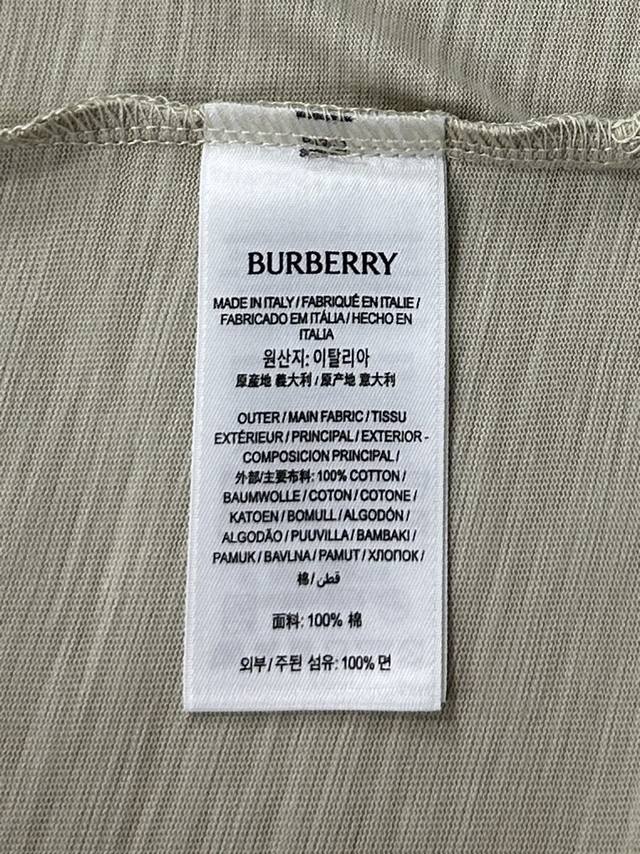 BURBERRY
MADE IN ITALY / FABRIQUÉ EN ITALIE /
FABRICADO EM ITÁLIA / HECHO EN
ITALIA
원산지: 이탈리아
原産地 義大利 / 原产地 意大利
OUTER / MAIN FABRIC / TISSU
EXTÉRIEUR / PRINCIPAL / EXTERIOR -
COMPOSICION PRINCIPAL /
外部/主要布料: 100% COTTON /
BAUMWOLLE / COTON / COTONE /
KATOEN / BOMULL / ALGODÓN /
ALGODÃO / PUUVILLA / BAMBAKI /
PAMUK / BAVLNA / PAMUT / ХЛОПОК /
棉 / قطن
面料: 100% 棉
외부 / 주된 섬유: 100% 면